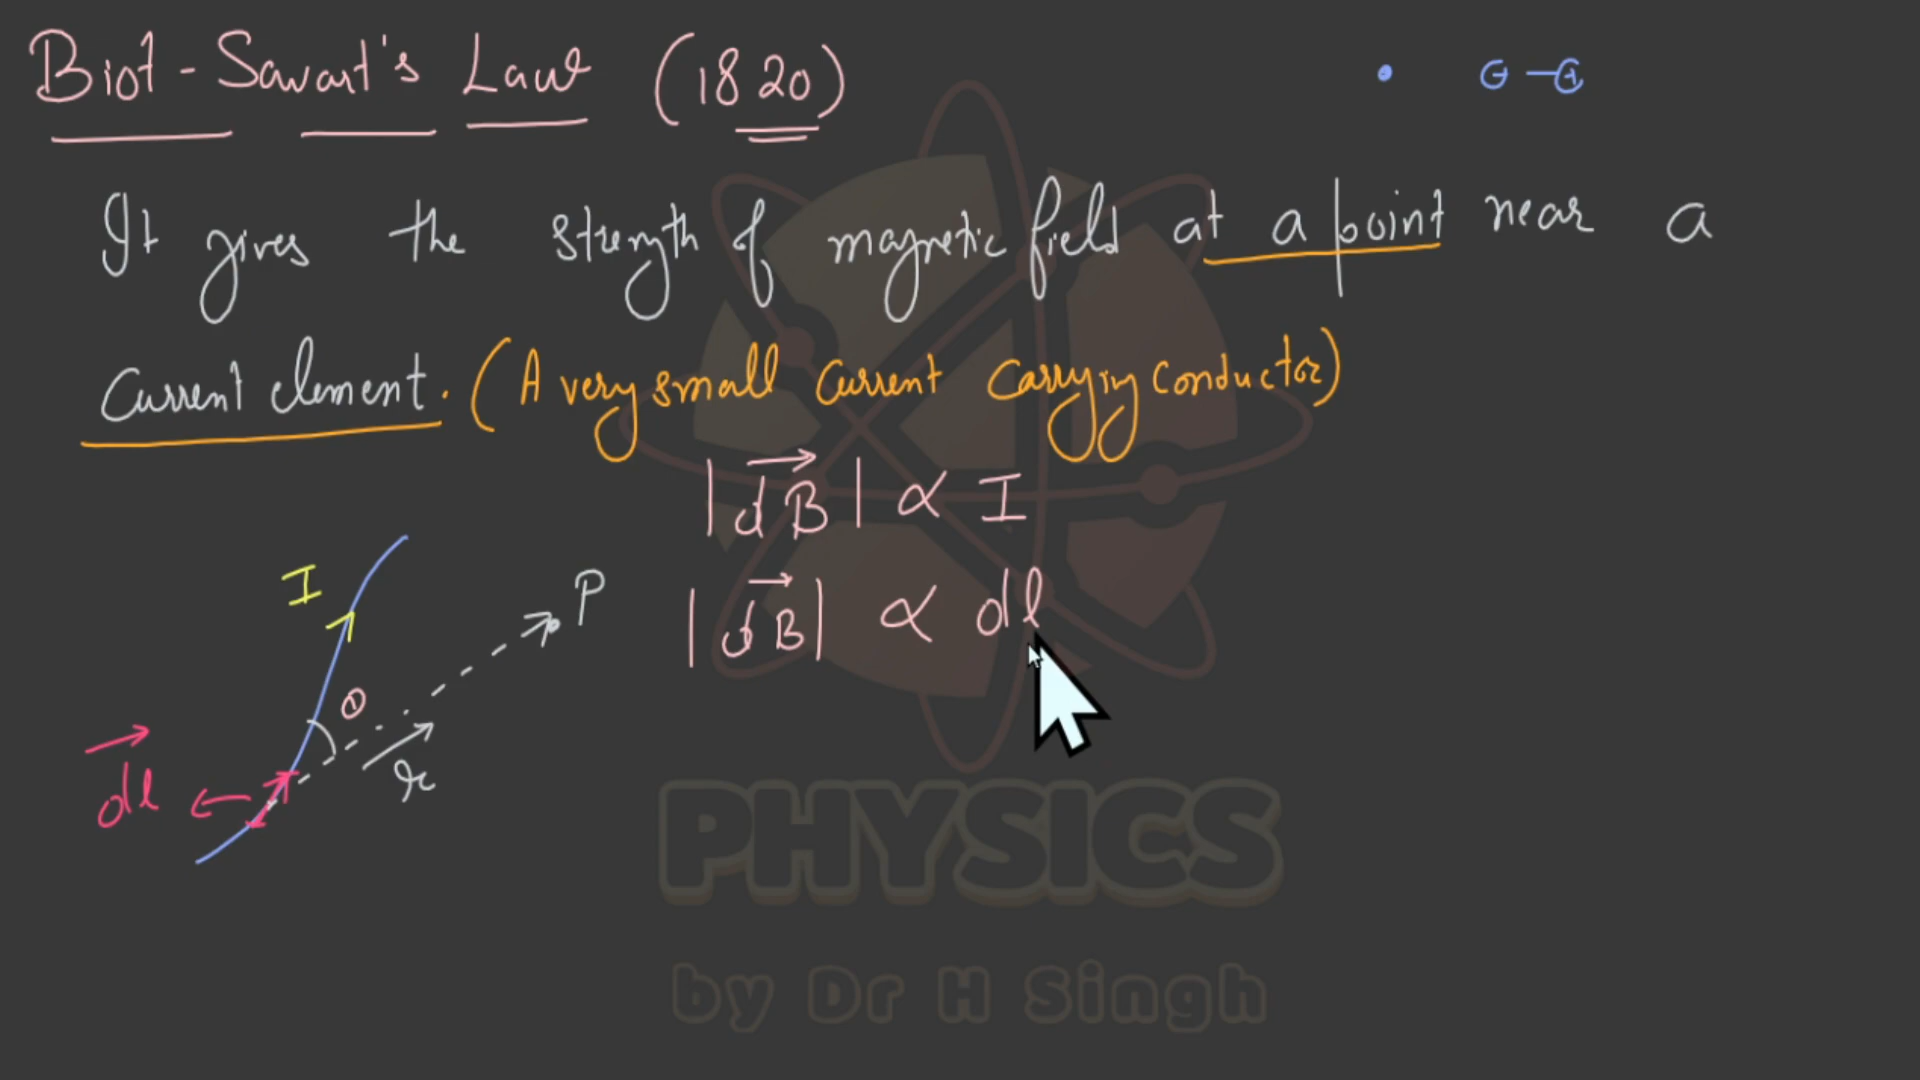 Biot-Savart's Law (1820)
It gives the strength of magnetic field at a point near a
Current element. (A very small current carrying conductor)
|dB| ∝ I
|dB| ∝ dl
I
P
θ
dl
r
PHYSICS
by Dr H Singh